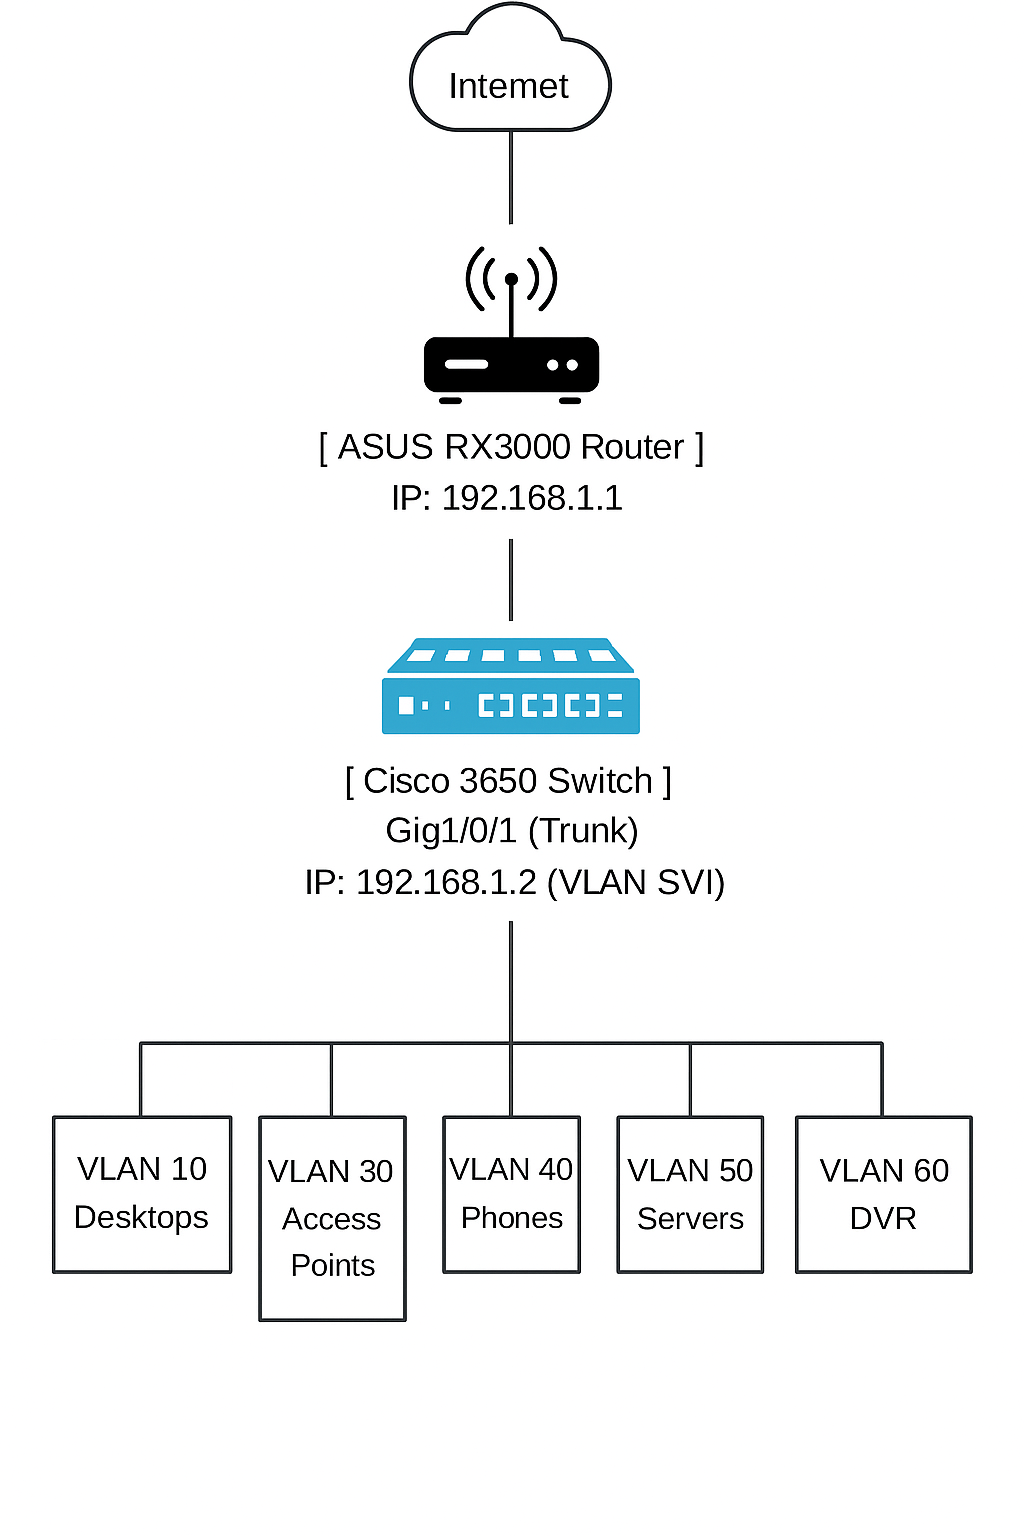 Internet
[ ASUS RX3000 Router ]
IP: 192.168.1.1
[ Cisco 3650 Switch ]
Gig1/0/1 (Trunk)
IP: 192.168.1.2 (VLAN SVI)
VLAN 10
Desktops
VLAN 30
Access
Points
VLAN 40
Phones
VLAN 50
Servers
VLAN 60
DVR